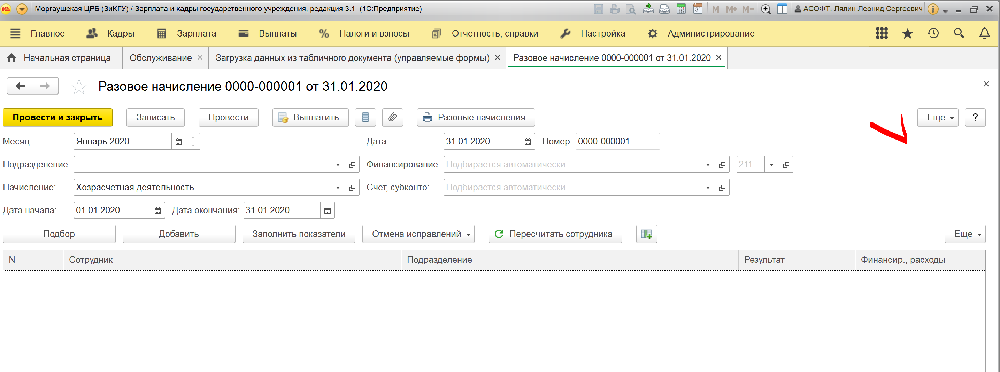 Моргаушская ЦРБ (ЗиКГУ) / Зарплата и кадры государственного учреждения, редакция 3.1 (1С:Предприятие) 31 M M+ M- АСОФТ. Лялин Леонид Сергеевич
Главное Кадры Зарплата Выплаты % Налоги и взносы Отчетность, справки Настройка Администрирование
Начальная страница Обслуживание Загрузка данных из табличного документа (управляемые формы) Разовое начисление 0000-000001 от 31.01.2020
Разовое начисление 0000-000001 от 31.01.2020
Провести и закрыть Записать Провести Выплатить Разовые начисления Еще ?
Месяц: Январь 2020 Дата: 31.01.2020 Номер: 0000-000001
Подразделение: Финансирование: Подбирается автоматически 211
Начисление: Хозрасчетная деятельность Счет, субконто: Подбирается автоматически
Дата начала: 01.01.2020 Дата окончания: 31.01.2020
Подбор Добавить Заполнить показатели Отмена исправлений Пересчитать сотрудника Еще
N Сотрудник Подразделение Результат Финансир., расходы